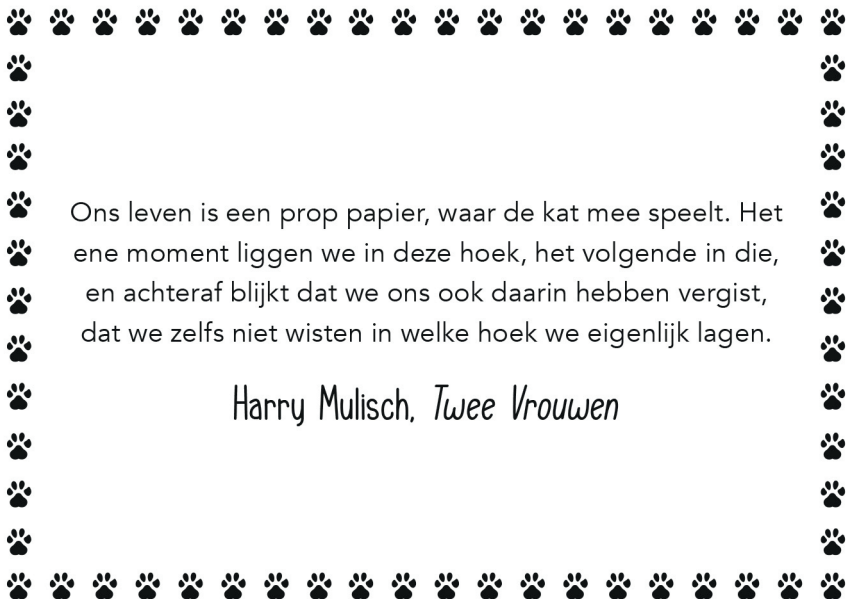 Ons leven is een prop papier, waar de kat mee speelt. Het
ene moment liggen we in deze hoek, het volgende in die,
en achteraf blijkt dat we ons ook daarin hebben vergist,
dat we zelfs niet wisten in welke hoek we eigenlijk lagen.
Harry Mulisch, Twee Vrouwen